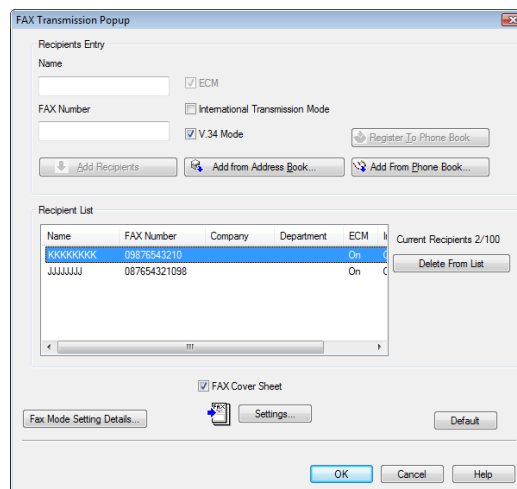 FAX Transmission Popup
Recipients Entry
Name
ECM
FAX Number
International Transmission Mode
V.34 Mode
Register To Phone Book
Add Recipients
Add from Address Book...
Add From Phone Book...
Recipient List
Name FAX Number Company Department ECM
KKKKKKKK 09876543210 On
JJJJJJJJ 087654321098 On
Current Recipients 2/100
Delete From List
FAX Cover Sheet
FAX
Fax Mode Setting Details...
Settings...
Default
OK Cancel Help